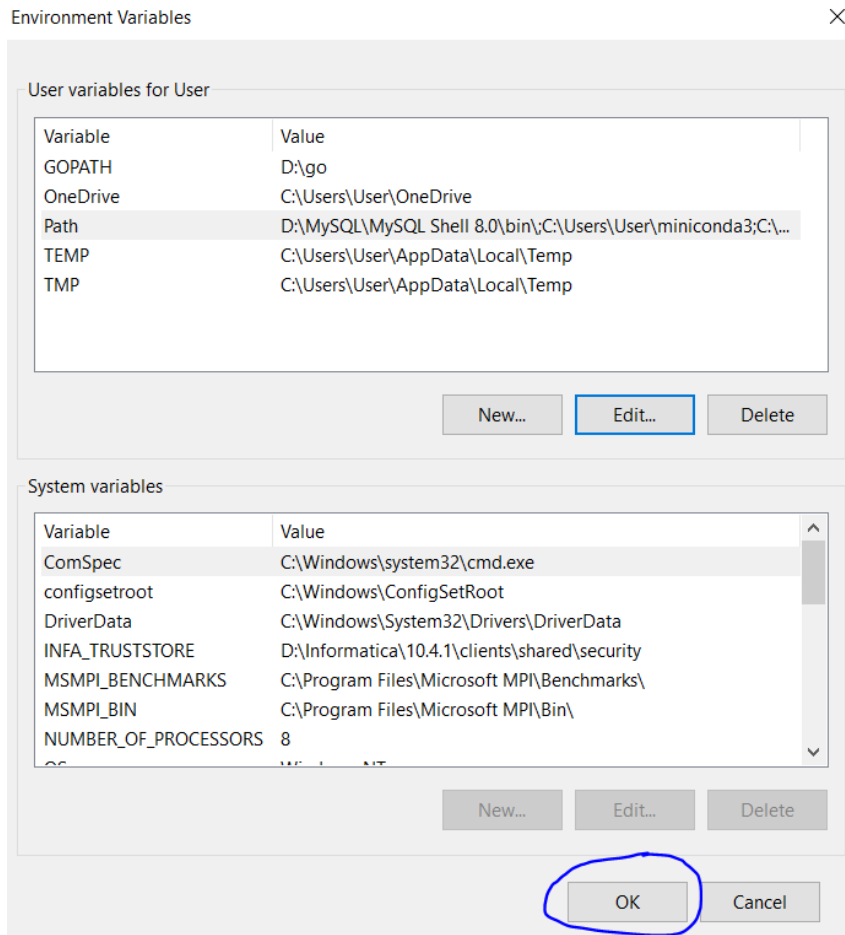 Environment Variables
User variables for User
Variable Value
GOPATH D:\go
OneDrive C:\Users\User\OneDrive
Path D:\MySQL\MySQL Shell 8.0\bin\;C:\Users\User\miniconda3;C:\...
TEMP C:\Users\User\AppData\Local\Temp
TMP C:\Users\User\AppData\Local\Temp
New... Edit... Delete
System variables
Variable Value
ComSpec C:\Windows\system32\cmd.exe
configsetroot C:\Windows\ConfigSetRoot
DriverData C:\Windows\System32\Drivers\DriverData
INFA_TRUSTSTORE D:\Informatica\10.4.1\clients\shared\security
MSMPI_BENCHMARKS C:\Program Files\Microsoft MPI\Benchmarks\
MSMPI_BIN C:\Program Files\Microsoft MPI\Bin\
NUMBER_OF_PROCESSORS 8
New... Edit... Delete
OK Cancel